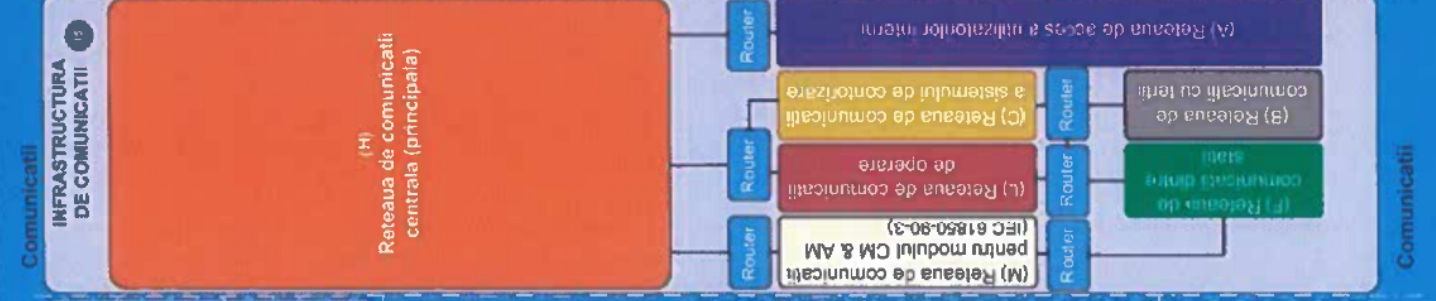 Comunicatii
INFRASTRUCTURA
DE COMUNICATII
15
(H)
Reteaua de comunicatii
centrala (principala)
Router
(A) Reteaua de acces a utilizatorilor interni
Router
(C) Reteaua de comunicatii
a sistemului de contorizare
Router
(B) Reteaua de
comunicatii cu tertii
(L) Reteaua de comunicatii
de operare
Router
(F) Reteaua de
comunicatii dintre
statii
Router
(M) Reteaua de comunicatii
pentru modulul CM & AM
(IEC 61850-90-3)
Router
Comunicatii